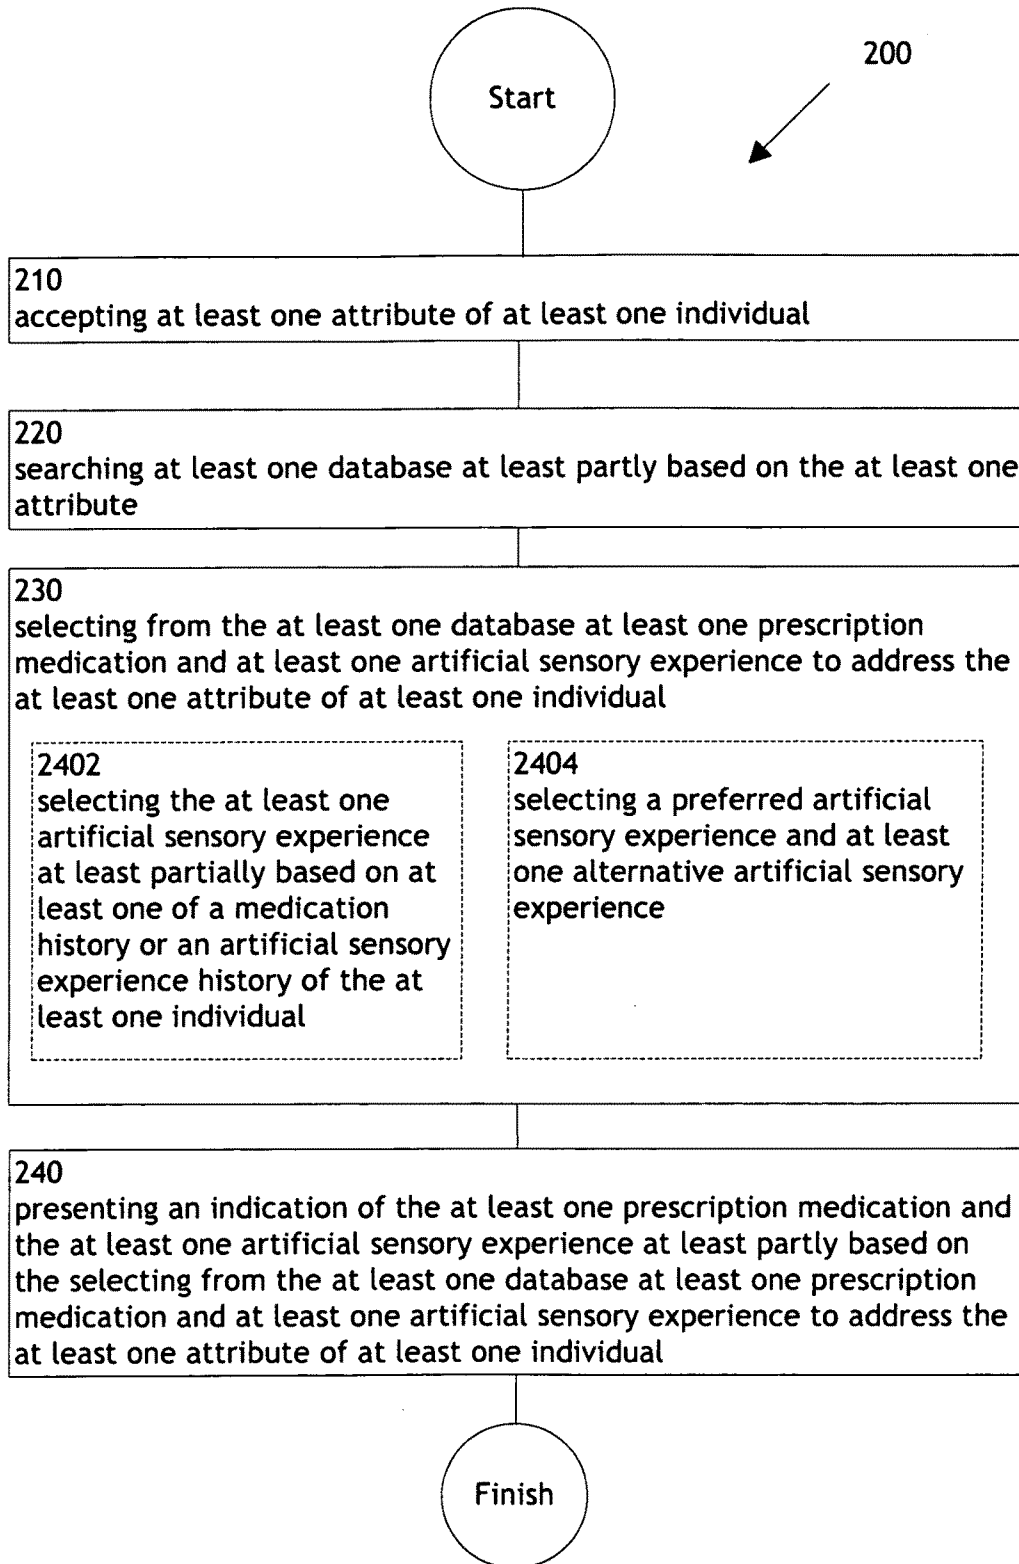 Start
200
210
accepting at least one attribute of at least one individual
220
searching at least one database at least partly based on the at least one
attribute
230
selecting from the at least one database at least one prescription
medication and at least one artificial sensory experience to address the
at least one attribute of at least one individual
2402
selecting the at least one
artificial sensory experience
at least partially based on at
least one of a medication
history or an artificial sensory
experience history of the at
least one individual
2404
selecting a preferred artificial
sensory experience and at least
one alternative artificial sensory
experience
240
presenting an indication of the at least one prescription medication and
the at least one artificial sensory experience at least partly based on
the selecting from the at least one database at least one prescription
medication and at least one artificial sensory experience to address the
at least one attribute of at least one individual
Finish